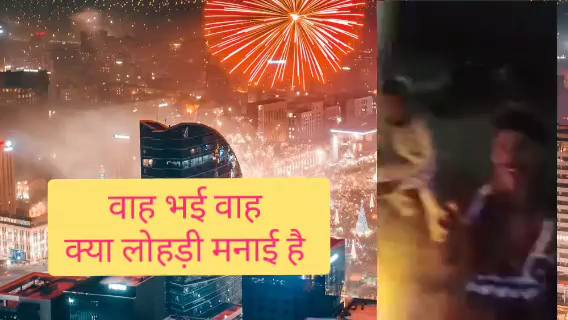 वाह भई वाह
क्या लोहड़ी मनाई है